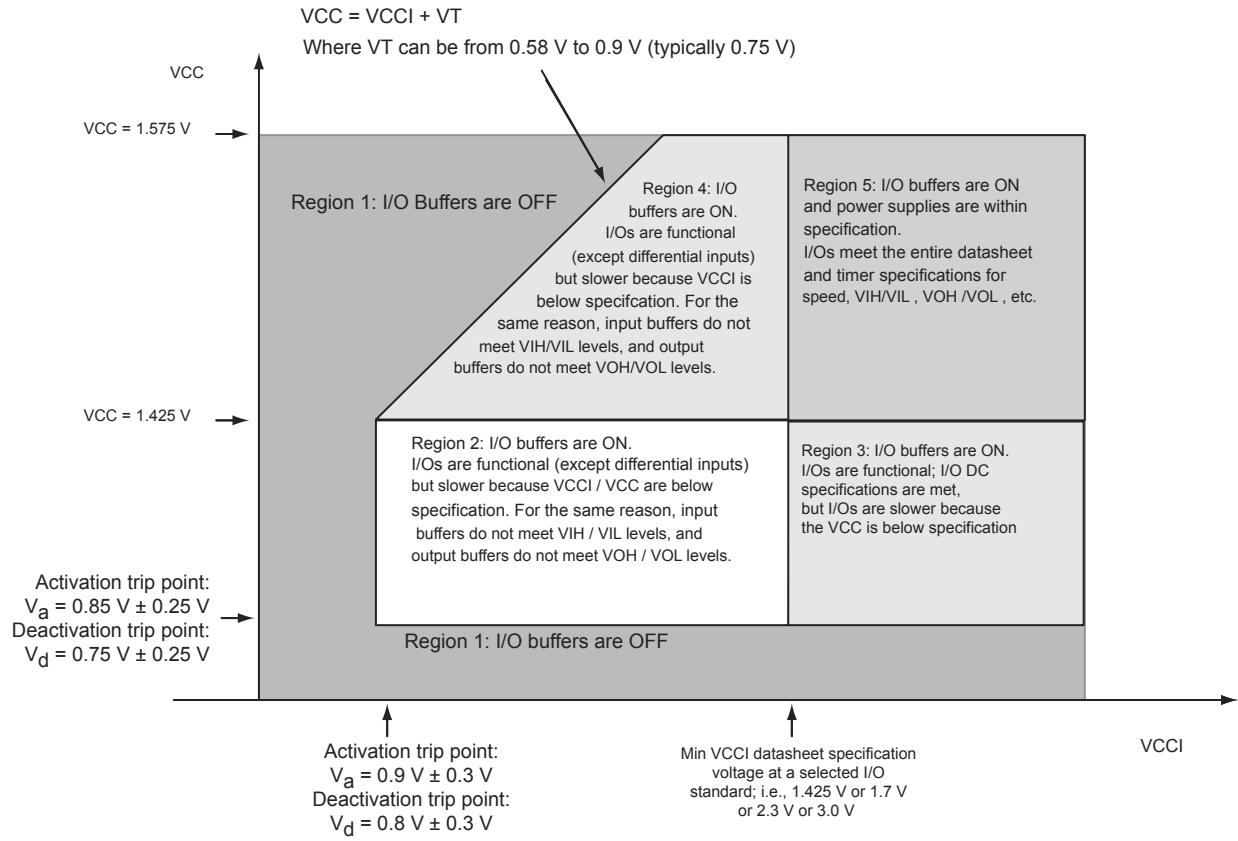 VCC = VCCI + VT
Where VT can be from 0.58 V to 0.9 V (typically 0.75 V)
VCC
VCC = 1.575 V
Region 1: I/O Buffers are OFF
Region 4: I/O
buffers are ON.
I/Os are functional
(except differential inputs)
but slower because VCCI is
below specifcation. For the
same reason, input buffers do not
meet VIH/VIL levels, and output
buffers do not meet VOH/VOL levels.
Region 5: I/O buffers are ON
and power supplies are within
specification.
I/Os meet the entire datasheet
and timer specifications for
speed, VIH/VIL , VOH /VOL , etc.
VCC = 1.425 V
Region 2: I/O buffers are ON.
I/Os are functional (except differential inputs)
but slower because VCCI / VCC are below
specification. For the same reason, input
buffers do not meet VIH / VIL levels, and
output buffers do not meet VOH / VOL levels.
Region 3: I/O buffers are ON.
I/Os are functional; I/O DC
specifications are met,
but I/Os are slower because
the VCC is below specification
Activation trip point:
Va = 0.85 V ± 0.25 V
Deactivation trip point:
Vd = 0.75 V ± 0.25 V
Region 1: I/O buffers are OFF
Activation trip point:
Va = 0.9 V ± 0.3 V
Deactivation trip point:
Vd = 0.8 V ± 0.3 V
Min VCCI datasheet specification
voltage at a selected I/O
standard; i.e., 1.425 V or 1.7 V
or 2.3 V or 3.0 V
VCCI